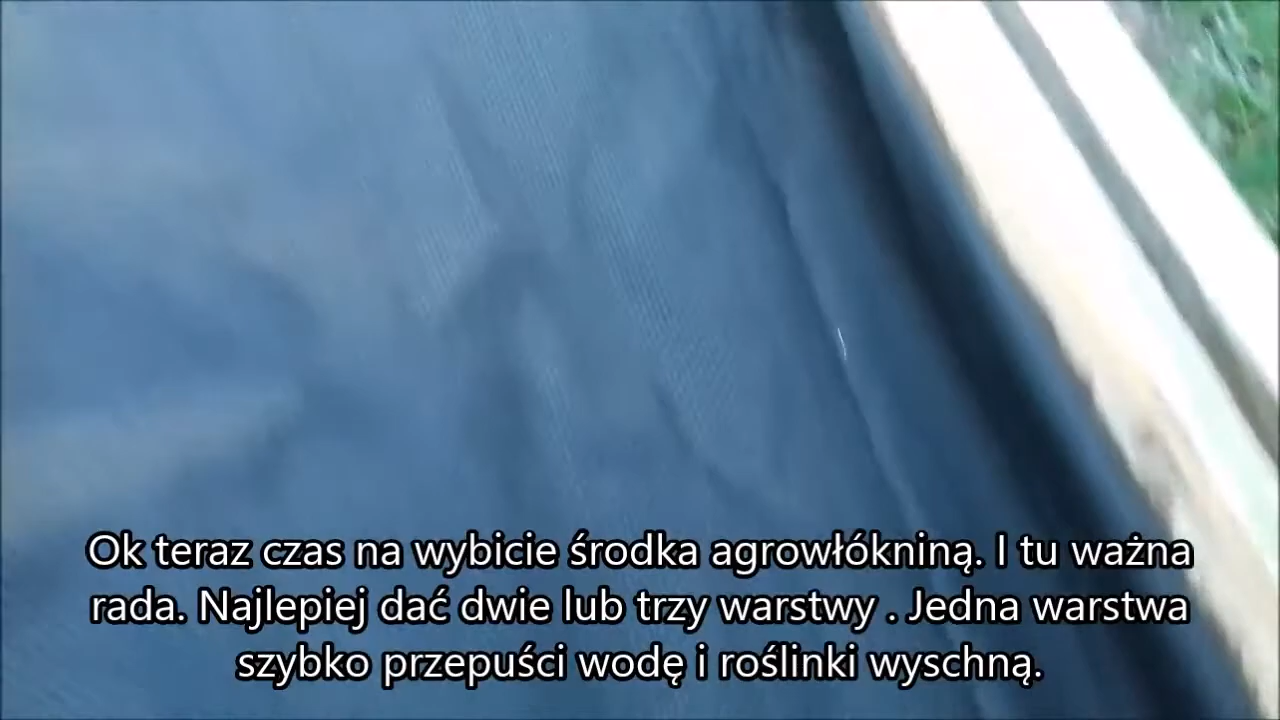 Ok teraz czas na wybicie środka agrowłókniną. I tu ważna
rada. Najlepiej dać dwie lub trzy warstwy . Jedna warstwa
szybko przepuści wodę i roślinki wyschną.